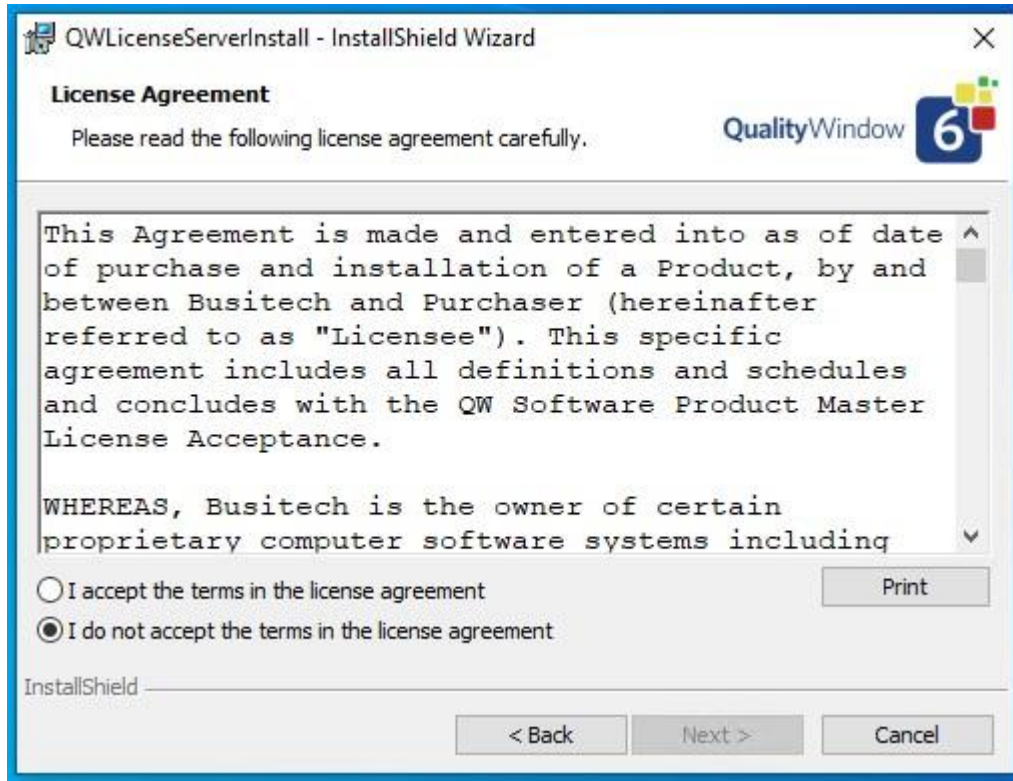 QWLicenseServerInstall - InstallShield Wizard
License Agreement
Please read the following license agreement carefully.
QualityWindow 6
This Agreement is made and entered into as of date
of purchase and installation of a Product, by and
between Busitech and Purchaser (hereinafter
referred to as "Licensee"). This specific
agreement includes all definitions and schedules
and concludes with the QW Software Product Master
License Acceptance.
WHEREAS, Busitech is the owner of certain
proprietary computer software systems including
I accept the terms in the license agreement
Print
I do not accept the terms in the license agreement
InstallShield
< Back
Next >
Cancel